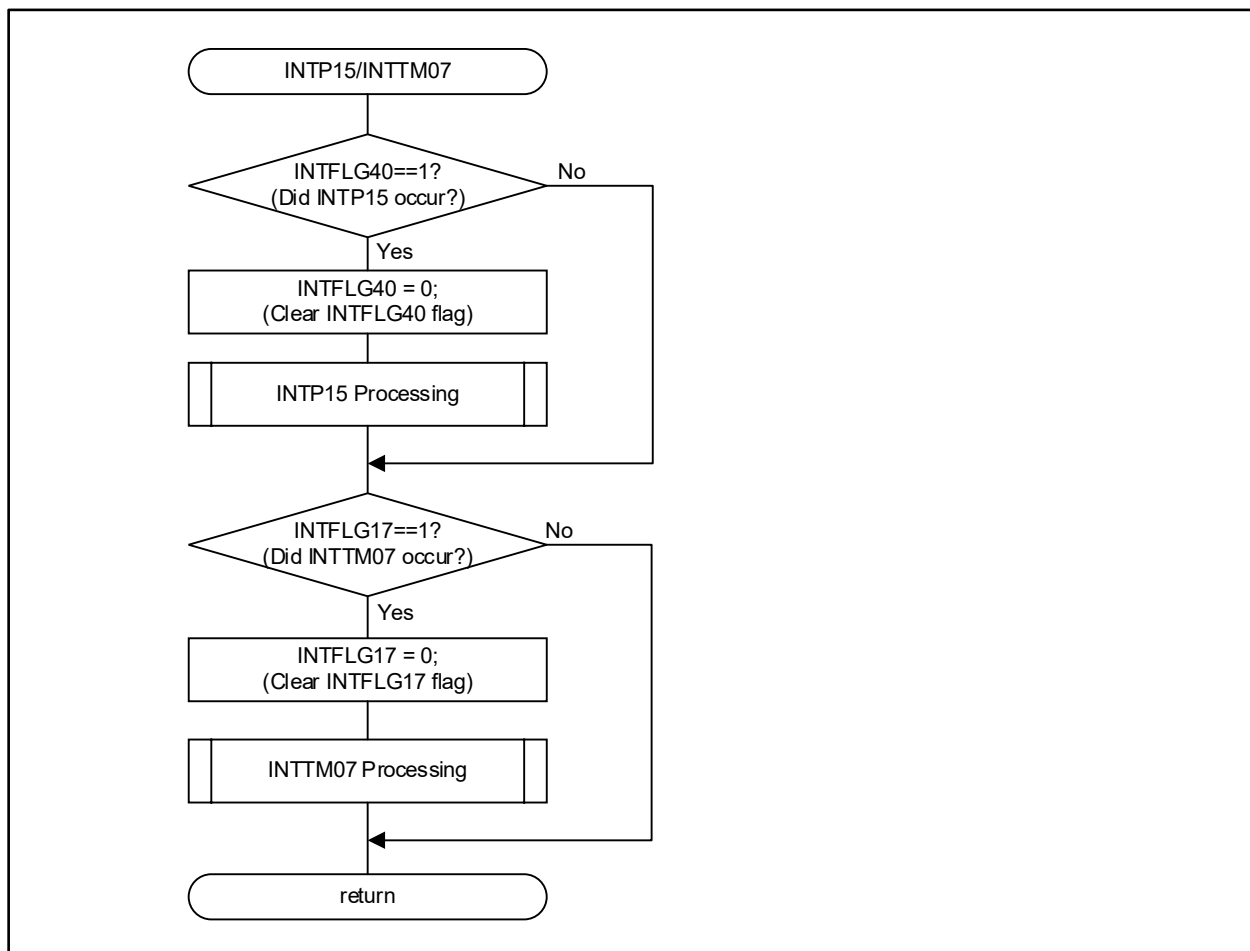 INTP15/INTTM07
INTFLG40==1?
(Did INTP15 occur?)
No
Yes
INTFLG40 = 0;
(Clear INTFLG40 flag)
INTP15 Processing
INTFLG17==1?
(Did INTTM07 occur?)
No
Yes
INTFLG17 = 0;
(Clear INTFLG17 flag)
INTTM07 Processing
return